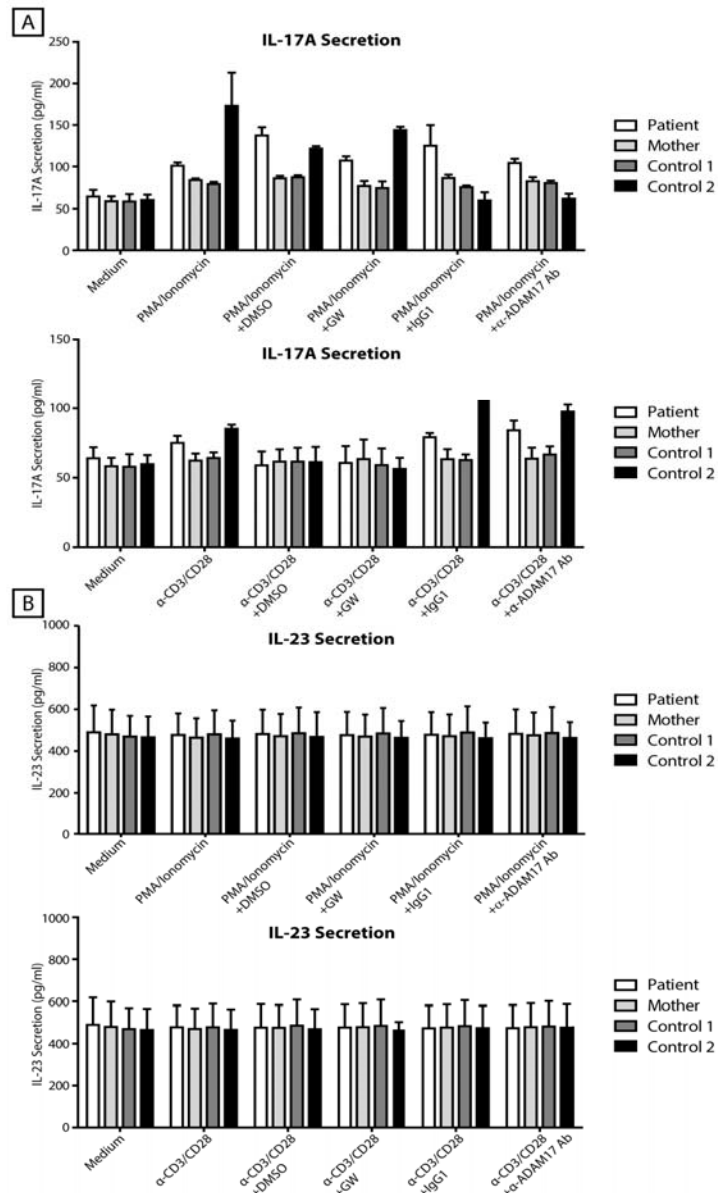 A
IL-17A Secretion
IL-17A Secretion (pg/ml)
250
200
150
100
50
0
Medium
PMA/Ionomycin
PMA/Ionomycin
+DMSO
PMA/Ionomycin
+GW
PMA/Ionomycin
+IgG1
PMA/Ionomycin
+α-ADAM17 Ab
Patient
Mother
Control 1
Control 2
IL-17A Secretion
IL-17A Secretion (pg/ml)
150
100
50
0
Medium
α-CD3/CD28
α-CD3/CD28
+DMSO
α-CD3/CD28
+GW
α-CD3/CD28
+IgG1
α-CD3/CD28
+α-ADAM17 Ab
Patient
Mother
Control 1
Control 2
B
IL-23 Secretion
IL-23 Secretion (pg/ml)
1000
800
600
400
200
0
Medium
PMA/Ionomycin
PMA/Ionomycin
+DMSO
PMA/Ionomycin
+GW
PMA/Ionomycin
+IgG1
PMA/Ionomycin
+α-ADAM17 Ab
Patient
Mother
Control 1
Control 2
IL-23 Secretion
IL-23 Secretion (pg/ml)
1000
800
600
400
200
0
Medium
α-CD3/CD28
α-CD3/CD28
+DMSO
α-CD3/CD28
+GW
α-CD3/CD28
+IgG1
α-CD3/CD28
+α-ADAM17 Ab
Patient
Mother
Control 1
Control 2